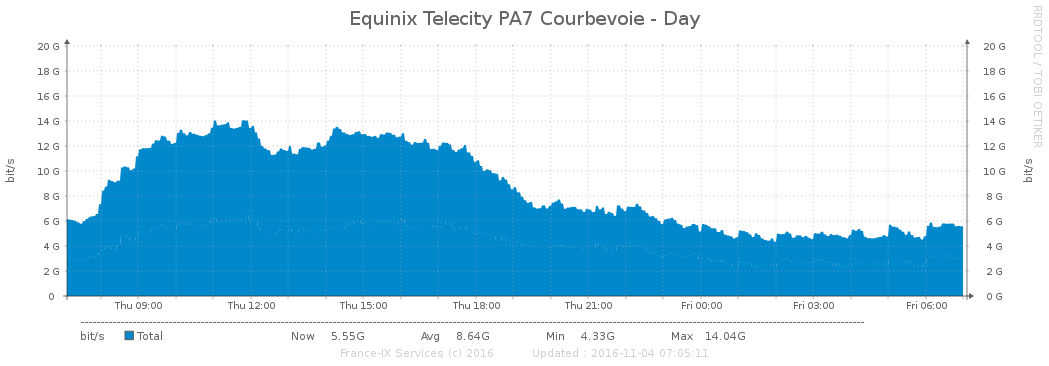 Equinix Telecity PA7 Courbevoie - Day
RRDTOOL / TOBI OETIKER
20 G 20 G
18 G 18 G
16 G 16 G
14 G 14 G
12 G 12 G
10 G 10 G
8 G 8 G
6 G 6 G
4 G 4 G
2 G 2 G
0 0 G
bit/s bit/s
Thu 09:00 Thu 12:00 Thu 15:00 Thu 18:00 Thu 21:00 Fri 00:00 Fri 03:00 Fri 06:00
bit/s Total Now 5.55G Avg 8.64G Min 4.33G Max 14.04G
France-IX Services (c) 2016 Updated : 2016-11-04 07:05:11